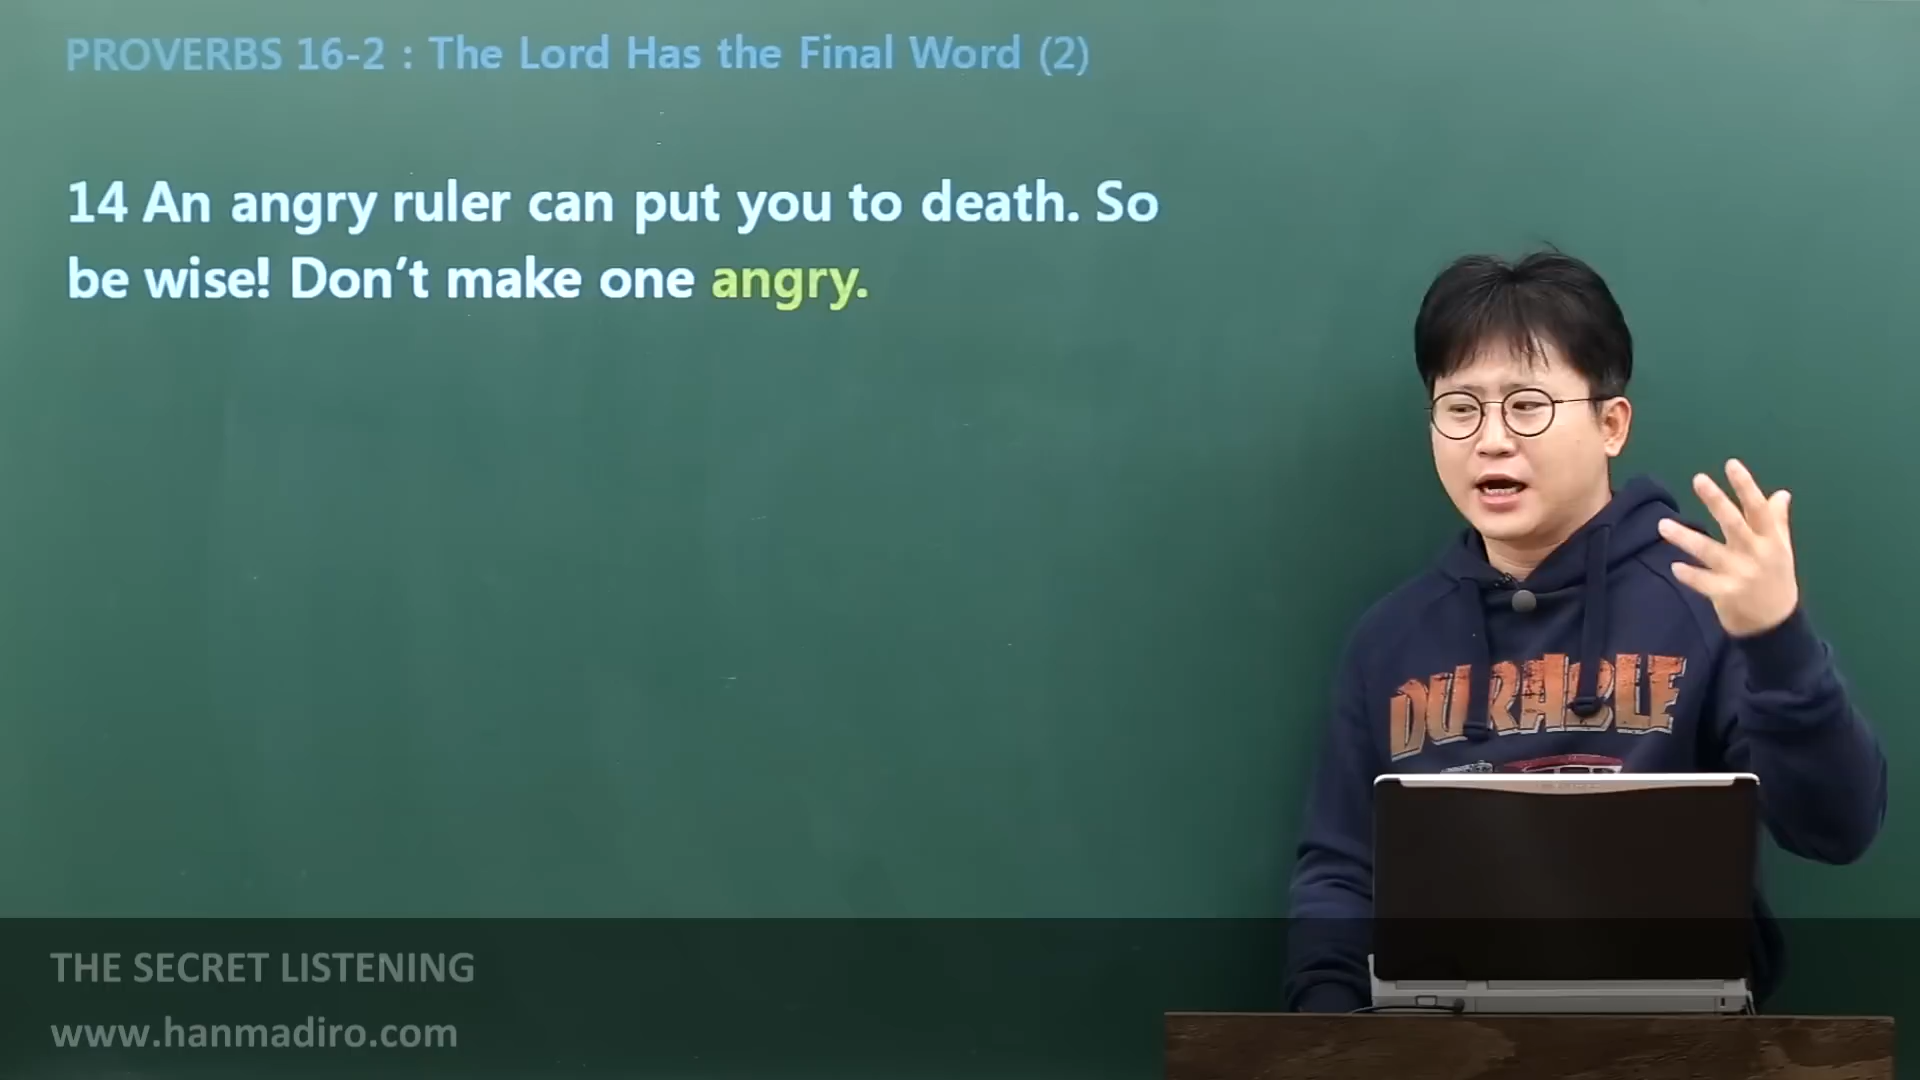 PROVERBS 16-2 : The Lord Has the Final Word (2)
14 An angry ruler can put you to death. So
be wise! Don’t make one angry.
DURABLE
THE SECRET LISTENING
www.hanmadiro.com